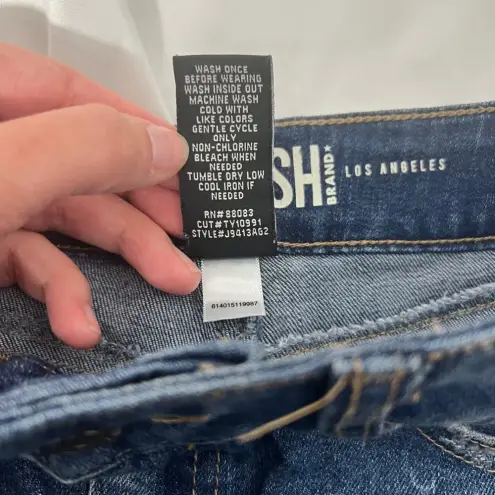 WASH ONCE
BEFORE WEARING
WASH INSIDE OUT
MACHINE WASH
COLD WITH
LIKE COLORS
GENTLE CYCLE
ONLY
NON-CHLORINE
BLEACH WHEN
NEEDED
TUMBLE DRY LOW
COOL IRON IF
NEEDED
RN#88083
CUT#TY10991
STYLE#J9413AG2
SH
BRAND*
LOS ANGELES
614015119987